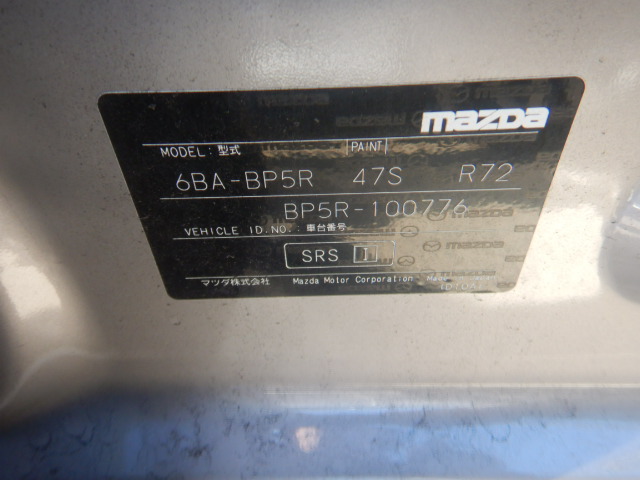 mazda
MODEL:型式 PAINT
6BA-BP5R 47S R72
BP5R-100776
VEHICLE ID.NO.:車台番号
SRS I
マツダ株式会社 Mazda Motor Corporation Made